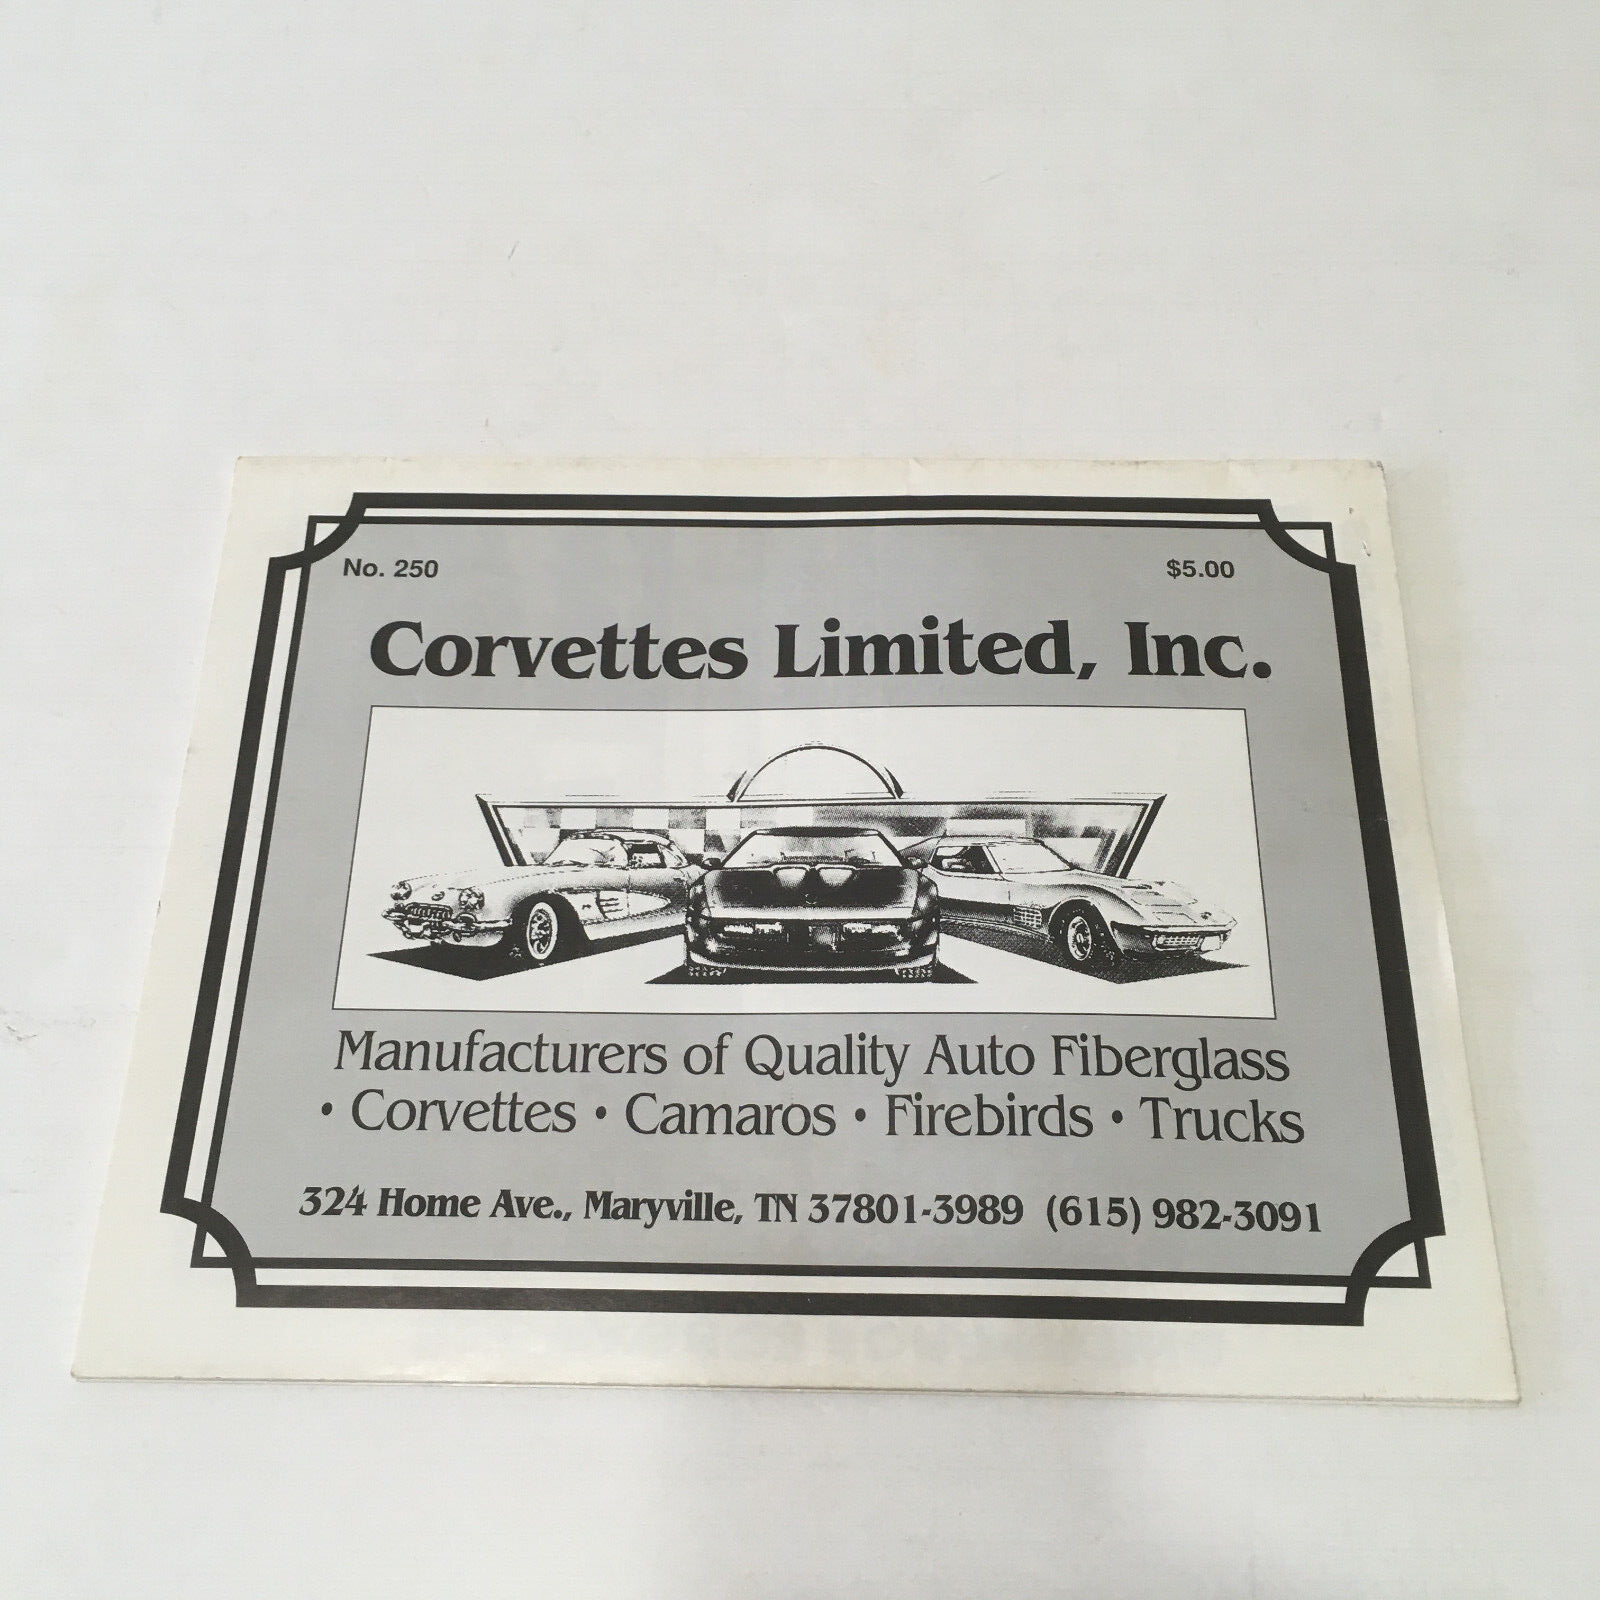 No. 250
$5.00
Corvettes Limited, Inc.
Manufacturers of Quality Auto Fiberglass
• Corvettes • Camaros • Firebirds • Trucks
324 Home Ave., Maryville, TN 37801-3989 (615) 982-3091